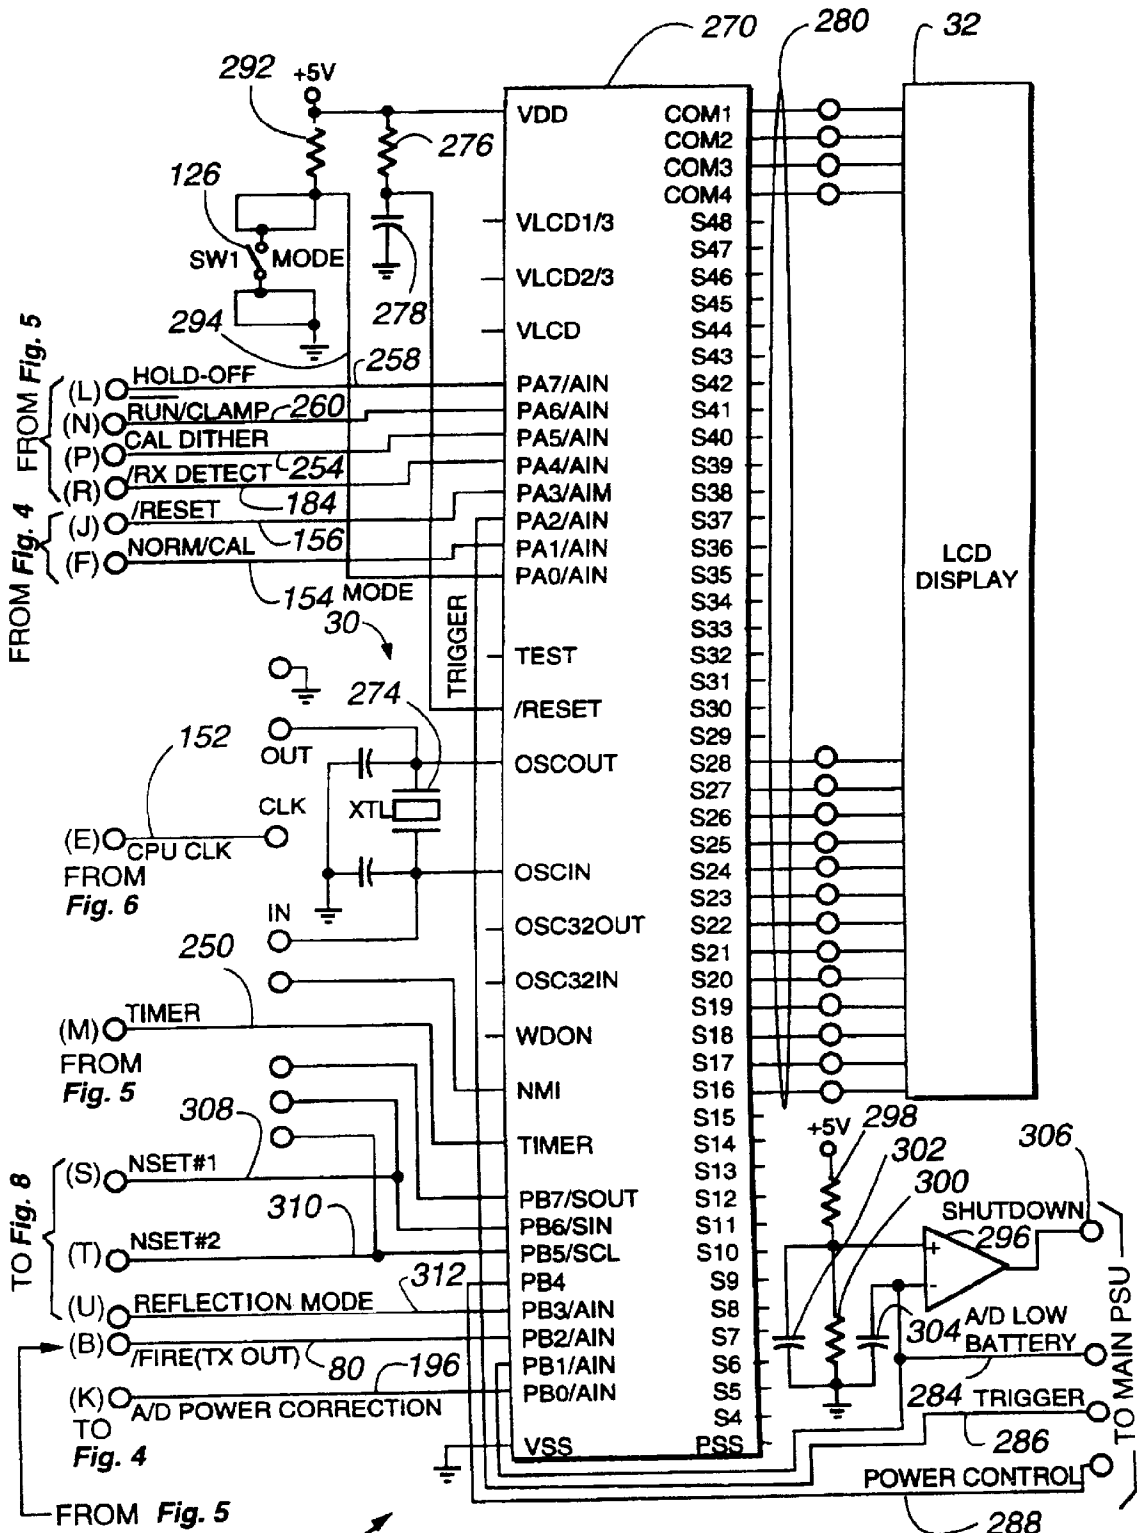 270
280
32
292
+5V
276
126
SW1
MODE
278
294
258
VDD
VLCD1/3
VLCD2/3
VLCD
PA7/AIN
PA6/AIN
PA5/AIN
PA4/AIN
PA3/AIM
PA2/AIN
PA1/AIN
PA0/AIN
TEST
/RESET
OSCOUT
OSCIN
OSC32OUT
OSC32IN
WDON
NMI
TIMER
PB7/SOUT
PB6/SIN
PB5/SCL
PB4
PB3/AIN
PB2/AIN
PB1/AIN
PB0/AIN
VSS
COM1
COM2
COM3
COM4
S48
S47
S46
S45
S44
S43
S42
S41
S40
S39
S38
S37
S36
S35
S34
S33
S32
S31
S30
S29
S28
S27
S26
S25
S24
S23
S22
S21
S20
S19
S18
S17
S16
S15
S14
S13
S12
S11
S10
S9
S8
S7
S6
S5
S4
PSS
LCD
DISPLAY
FROM Fig. 5
(L) HOLD-OFF
(N) RUN/CLAMP 260
(P) CAL DITHER
254
(R) /RX DETECT
184
FROM Fig. 4
(J) /RESET
156
(F) NORM/CAL
154
MODE
30
TRIGGER
274
152
OUT
CLK
XTL
(E) CPU CLK
FROM
Fig. 6
IN
250
(M) TIMER
FROM
Fig. 5
308
TO Fig. 8
(S) NSET#1
310
(T) NSET#2
312
(U) REFLECTION MODE
(B) /FIRE(TX OUT) 80
196
(K) A/D POWER CORRECTION
TO
Fig. 4
FROM Fig. 5
+5V
298
302
300
306
SHUTDOWN
+
296
-
304
A/D LOW
BATTERY
284
TRIGGER
286
POWER CONTROL
288
TO MAIN PSU